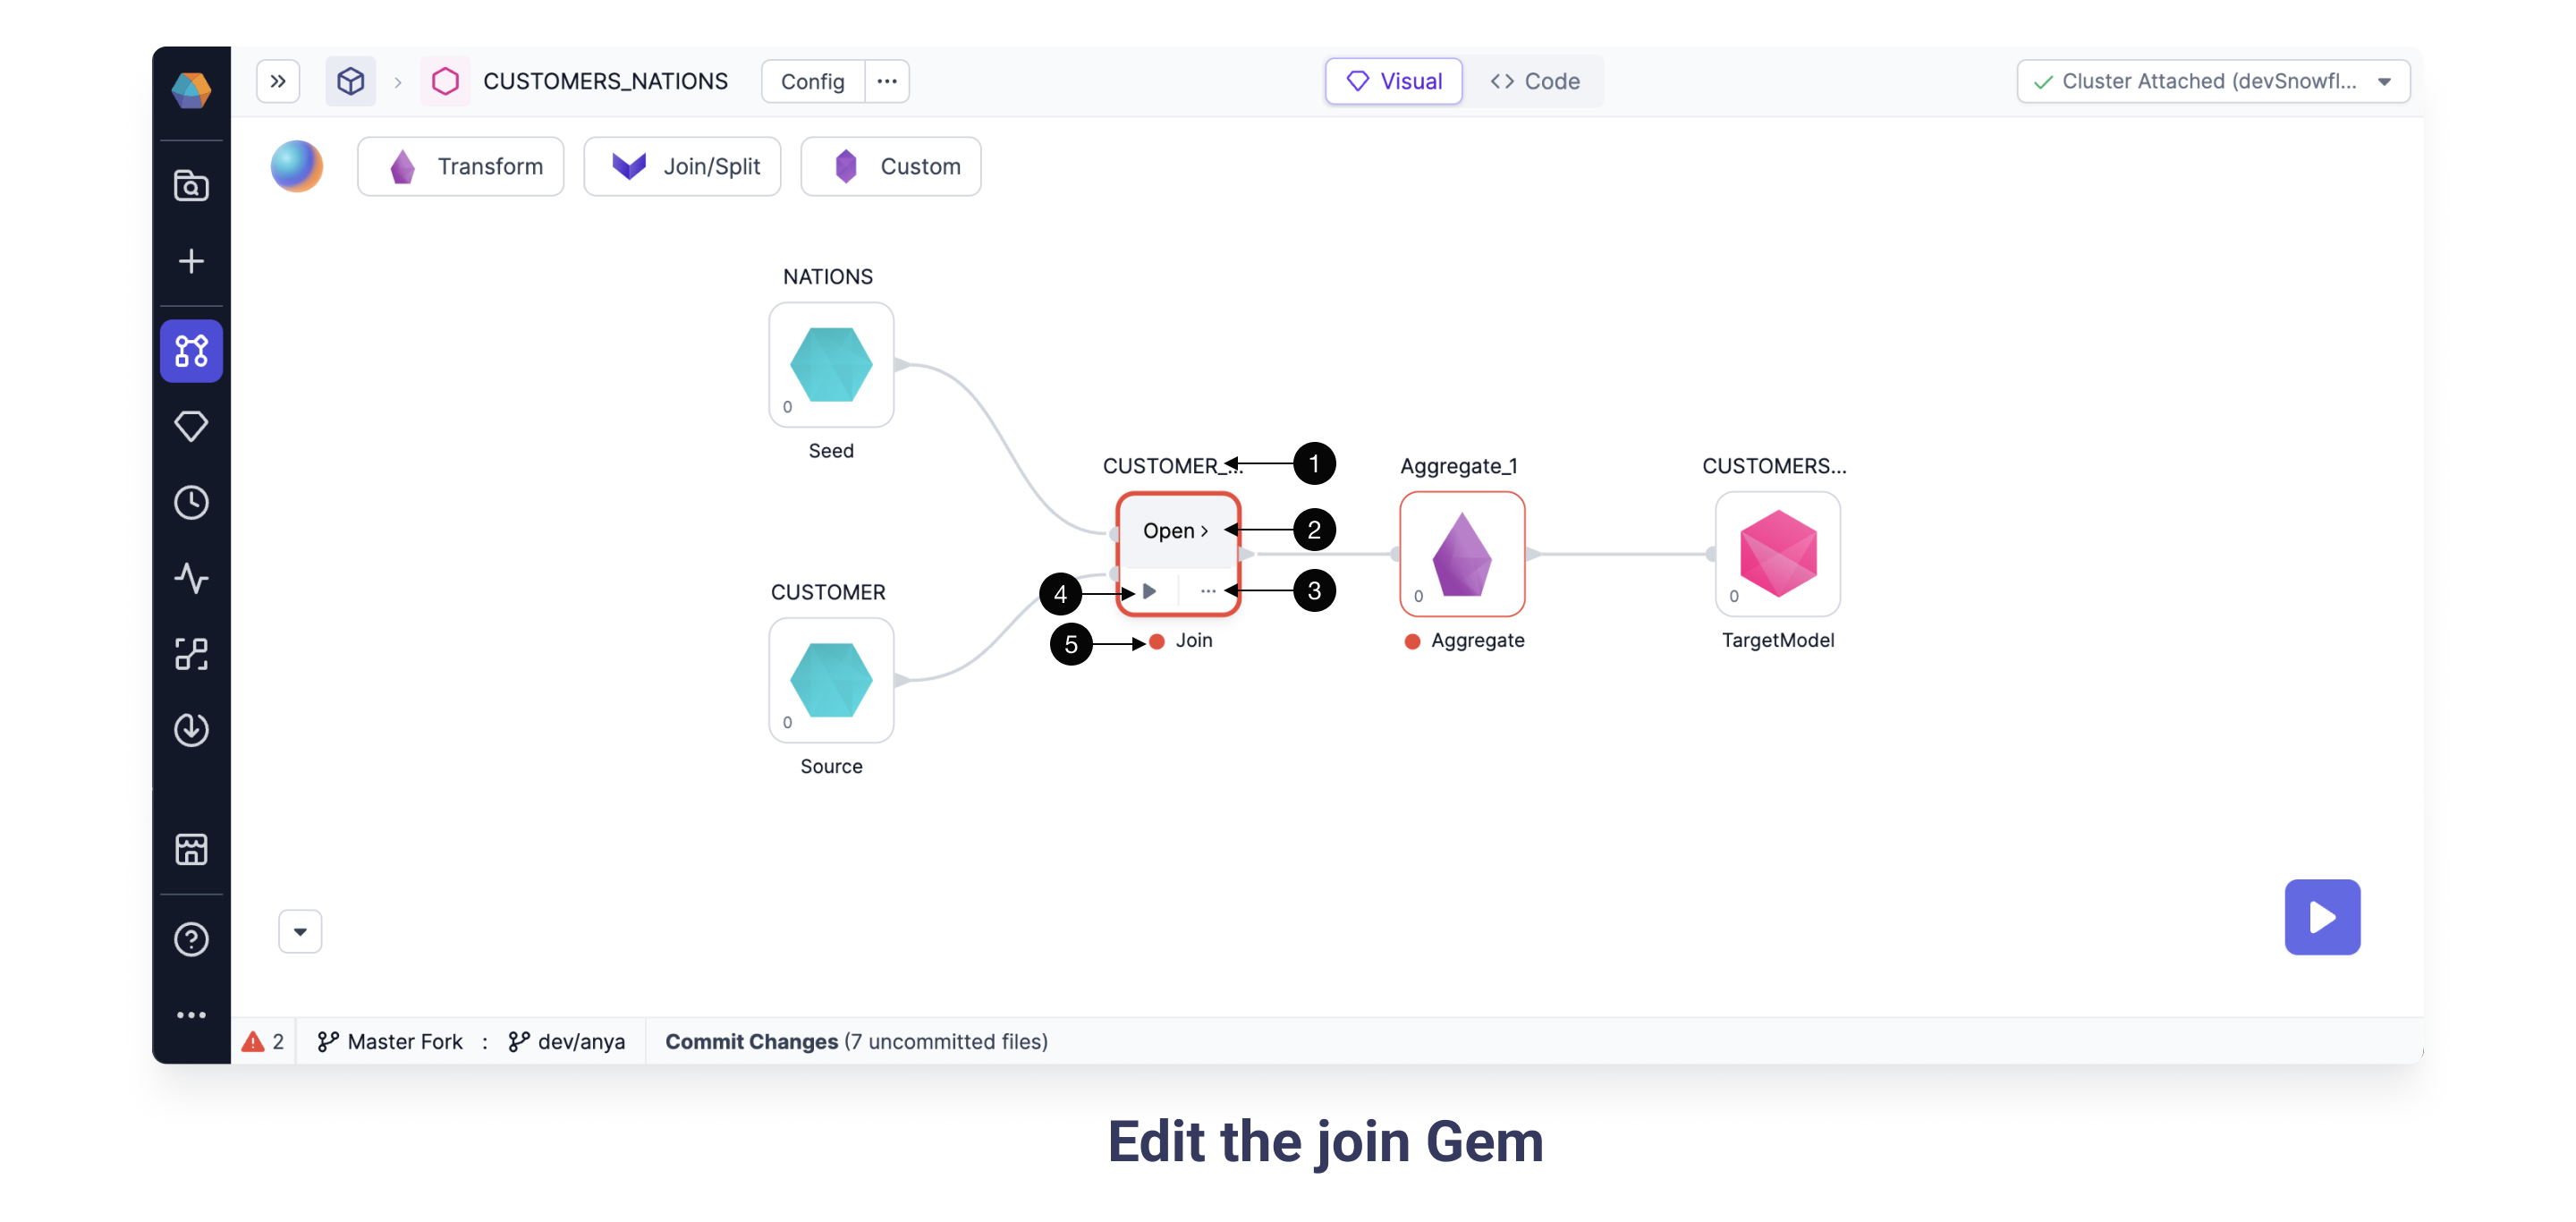 CUSTOMERS_NATIONS
Config
Visual
Code
Cluster Attached (devSnowfl...
Transform
Join/Split
Custom
NATIONS
0
Seed
CUSTOMER_...
1
Open
2
3
4
5
Join
Aggregate_1
0
Aggregate
CUSTOMERS...
0
TargetModel
CUSTOMER
0
Source
2
Master Fork : dev/anya
Commit Changes (7 uncommitted files)
Edit the join Gem